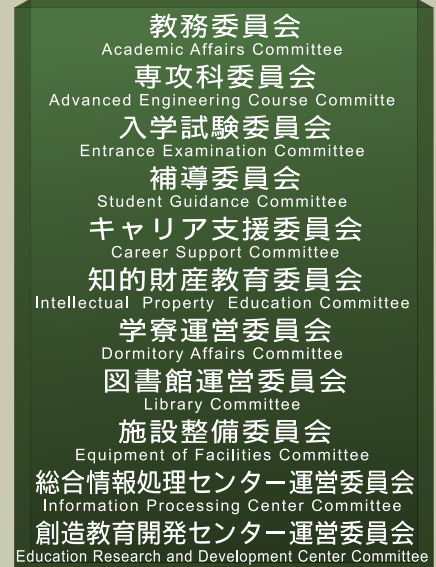 教務委員会
Academic Affairs Committee
専攻科委員会
Advanced Engineering Course Committe
入学試験委員会
Entrance Examination Committee
補導委員会
Student Guidance Committee
キャリア支援委員会
Career Support Committee
知的財産教育委員会
Intellectual Property Education Committee
学寮運営委員会
Dormitory Affairs Committee
図書館運営委員会
Library Committee
施設整備委員会
Equipment of Facilities Committee
総合情報処理センター運営委員会
Information Processing Center Committee
創造教育開発センター運営委員会
Education Research and Development Center Committee